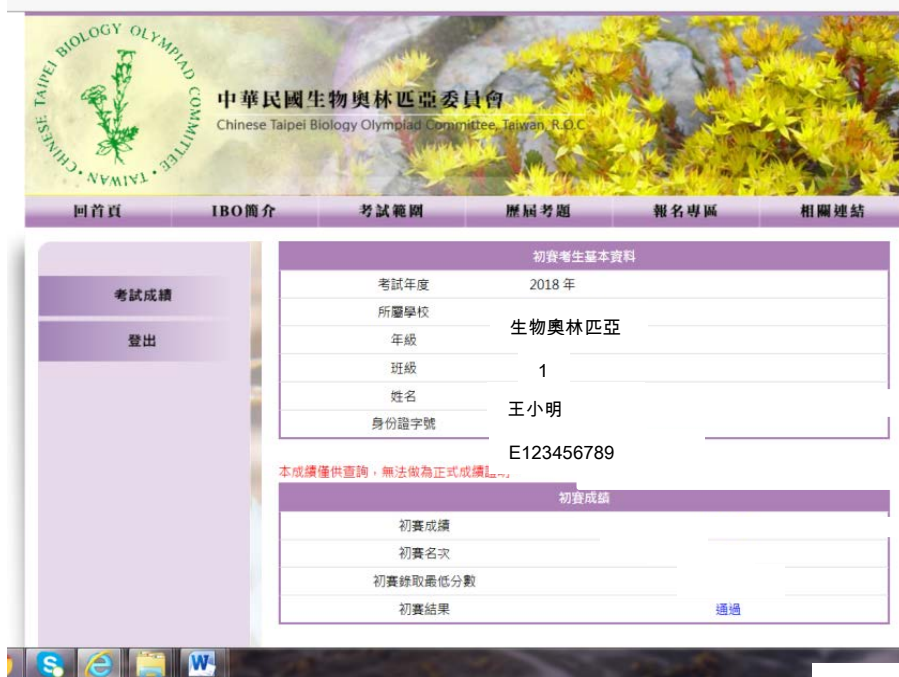 CHINESE TAIPEI BIOLOGY OLYMPIAD COMMITTEE, TAIWAN.
中華民國生物奧林匹亞委員會
Chinese Taipei Biology Olympiad Committee, Taiwan, R.O.C
回首頁 IBO簡介 考試範圍 歷屆考題 報名專區 相關連結
考試成績
登出
初賽考生基本資料
考試年度 2018 年
所屬學校
生物奧林匹亞
年級
班級 1
姓名
王小明
身份證字號
E123456789
本成績僅供查詢，無法做為正式成績
初賽成績
初賽成績
初賽名次
初賽錄取最低分數
初賽結果 通過